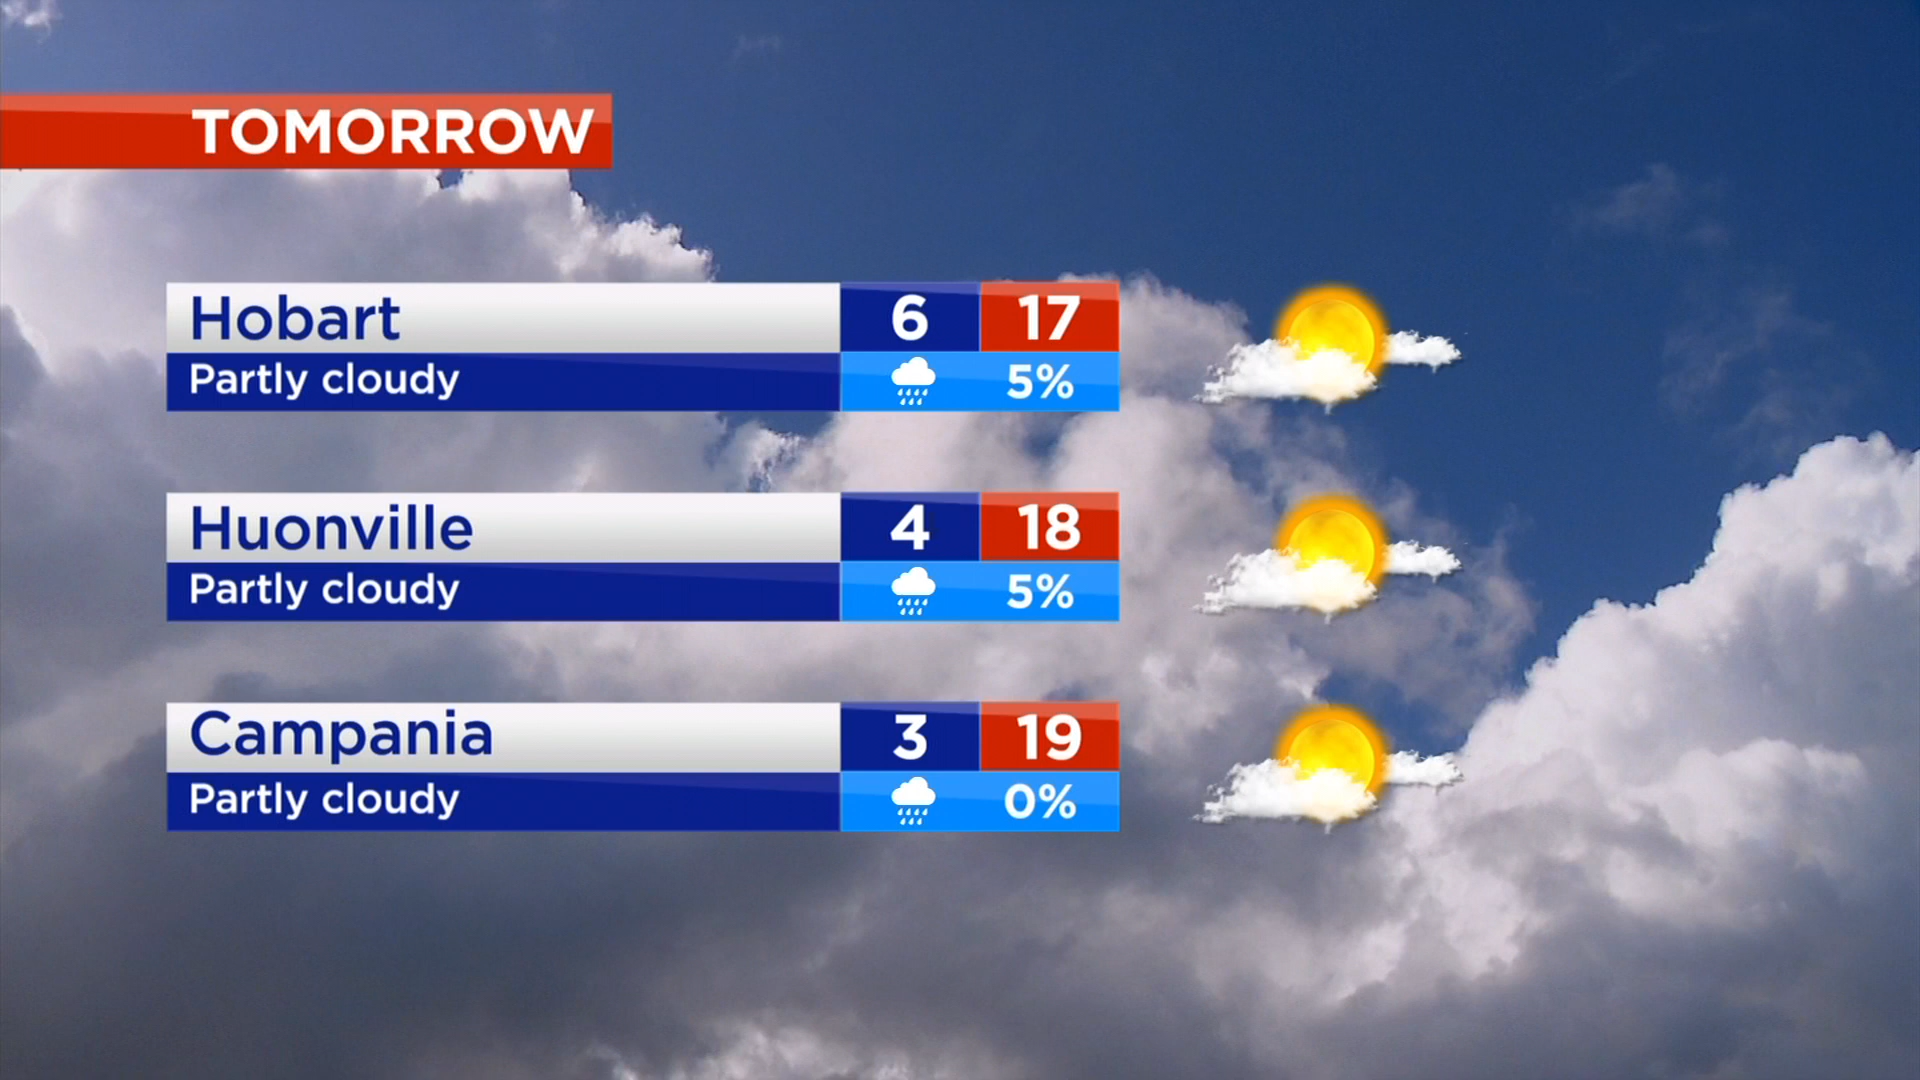 TOMORROW
Hobart 6 17
Partly cloudy 5%
Huonville 4 18
Partly cloudy 5%
Campania 3 19
Partly cloudy 0%